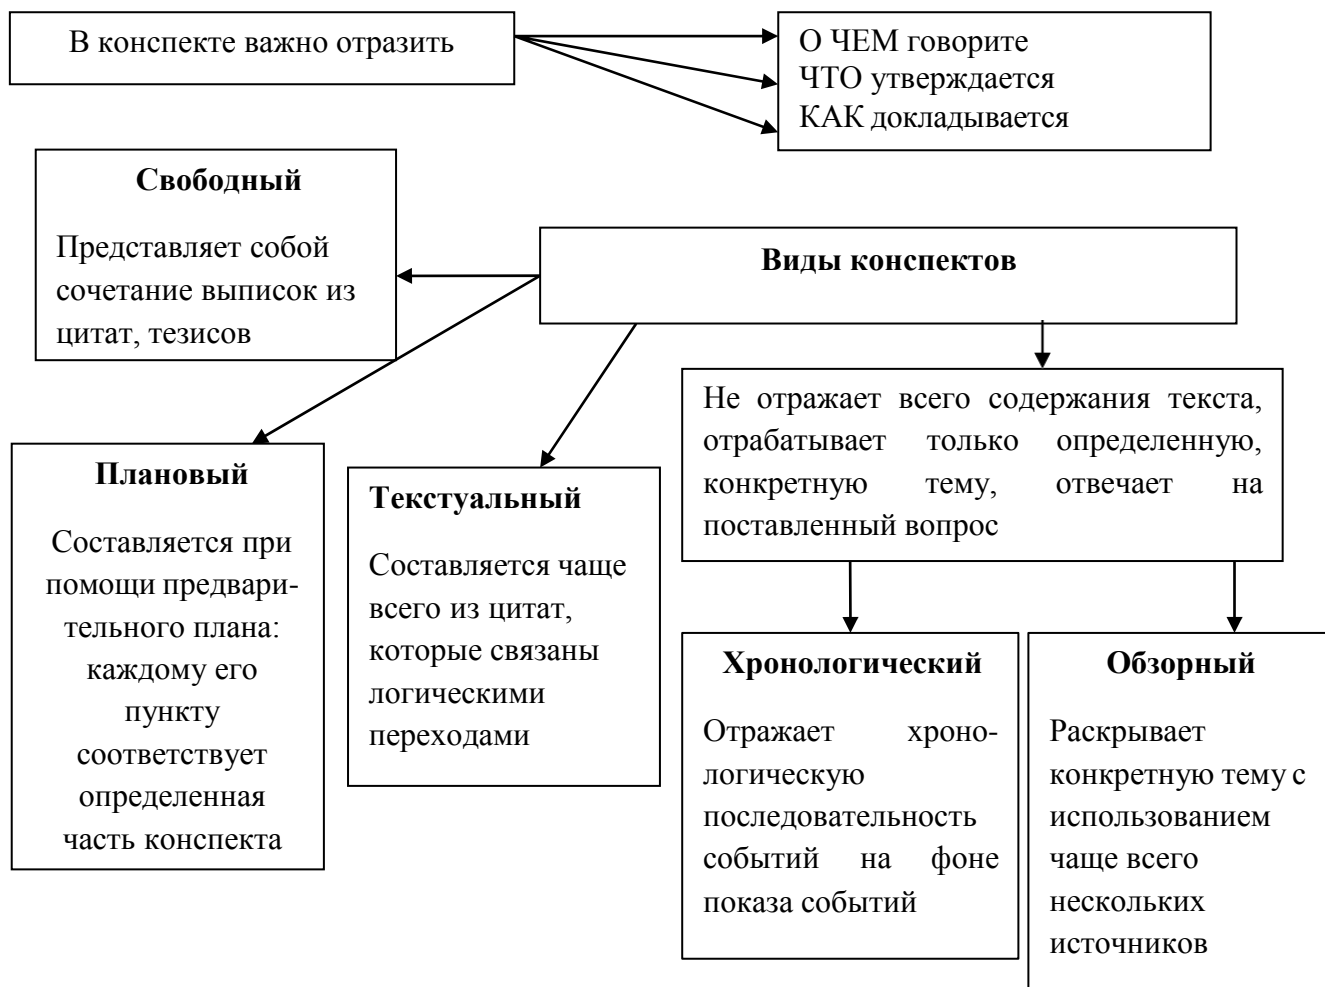 В конспекте важно отразить
О ЧЕМ говорите
ЧТО утверждается
КАК докладывается
Свободный
Представляет собой
сочетание выписок из
цитат, тезисов
Виды конспектов
Плановый
Составляется при
помощи предвари-
тельного плана:
каждому его
пункту
соответствует
определенная
часть конспекта
Текстуальный
Составляется чаще
всего из цитат,
которые связаны
логическими
переходами
Не отражает всего содержания текста,
отрабатывает только определенную,
конкретную тему, отвечает на
поставленный вопрос
Хронологический
Отражает хроно-
логическую
последовательность
событий на фоне
показа событий
Обзорный
Раскрывает
конкретную тему с
использованием
чаще всего
нескольких
источников